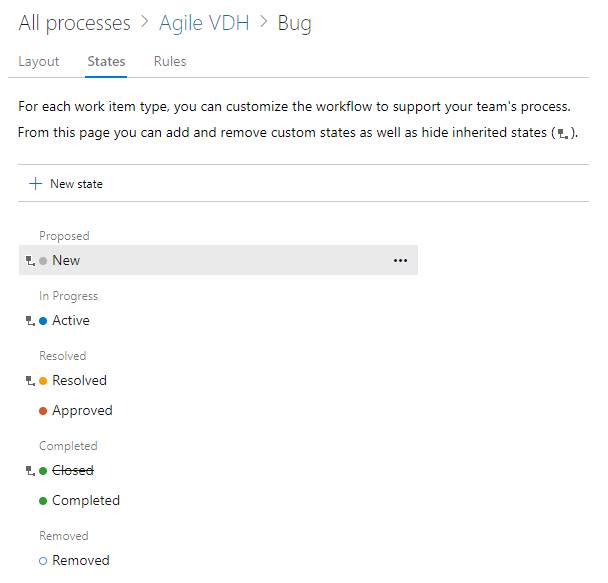 All processes > Agile VDH > Bug
Layout States Rules
For each work item type, you can customize the workflow to support your team's process.
From this page you can add and remove custom states as well as hide inherited states ( ).
+ New state
Proposed
New ...
In Progress
Active
Resolved
Resolved
Approved
Completed
Closed
Completed
Removed
Removed